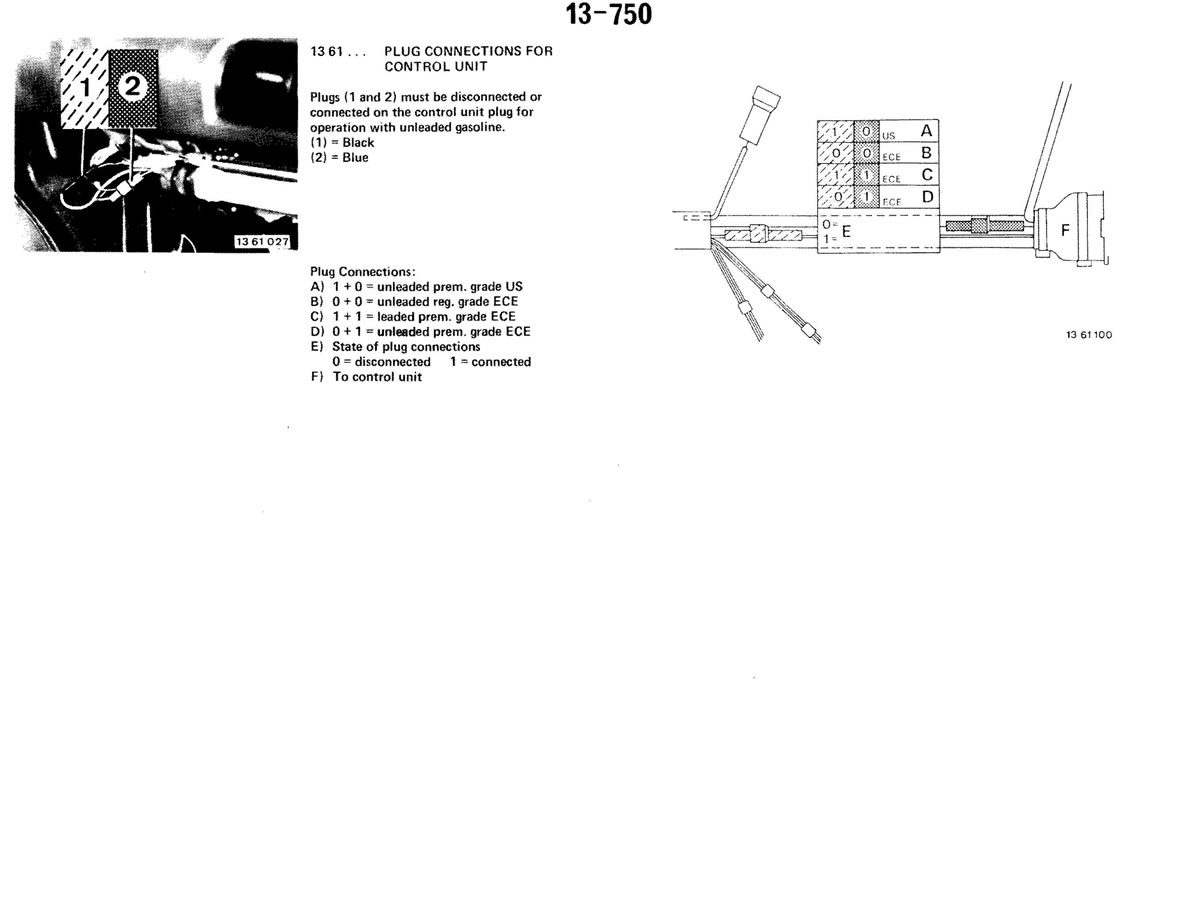 13-750
13 61 ... PLUG CONNECTIONS FOR
CONTROL UNIT
Plugs (1 and 2) must be disconnected or
connected on the control unit plug for
operation with unleaded gasoline.
(1) = Black
(2) = Blue
1 2
13 61 027
Plug Connections:
A) 1 + 0 = unleaded prem. grade US
B) 0 + 0 = unleaded reg. grade ECE
C) 1 + 1 = leaded prem. grade ECE
D) 0 + 1 = unleaded prem. grade ECE
E) State of plug connections
0 = disconnected 1 = connected
F) To control unit
1 0 US A
0 0 ECE B
1 1 ECE C
0 1 ECE D
0=
1=
E
F
13 61 100